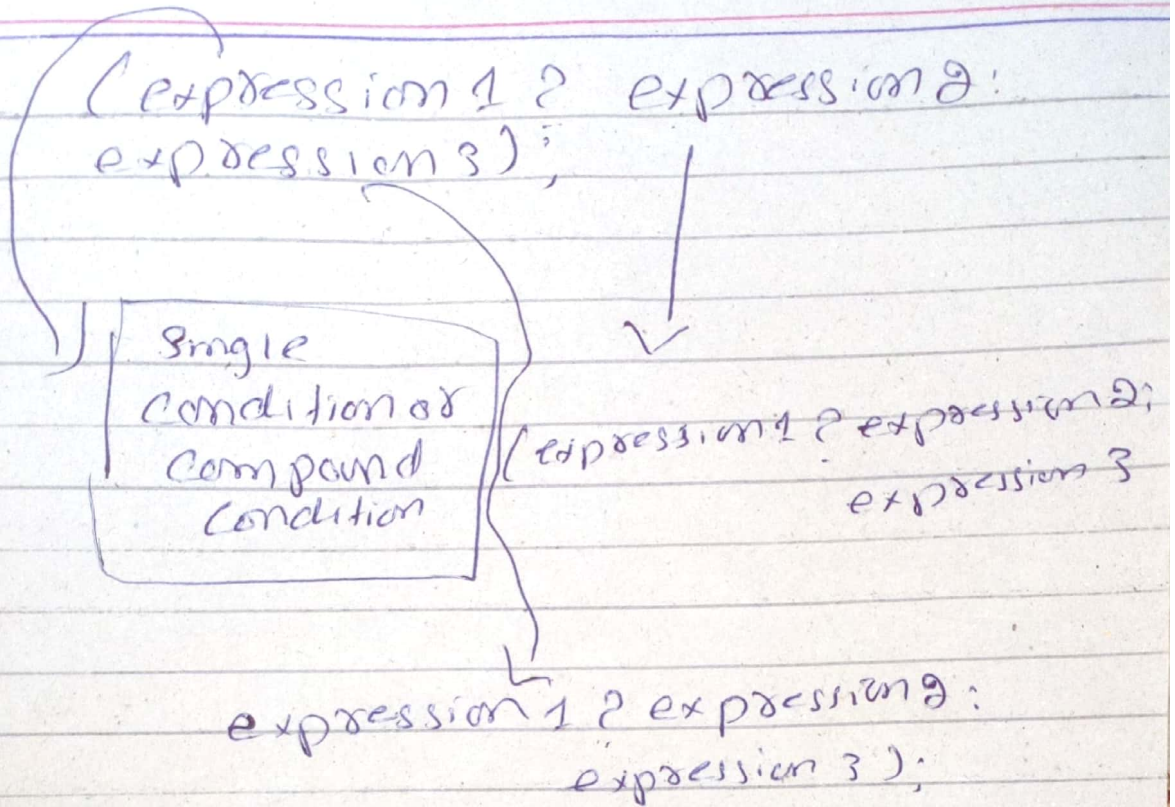 (expression 1 ? expression 2 :
expression 3);
Single
condition or
compound
condition
(expression 1 ? expression 2 :
expression 3
expression 1 ? expression 2 :
expression 3);